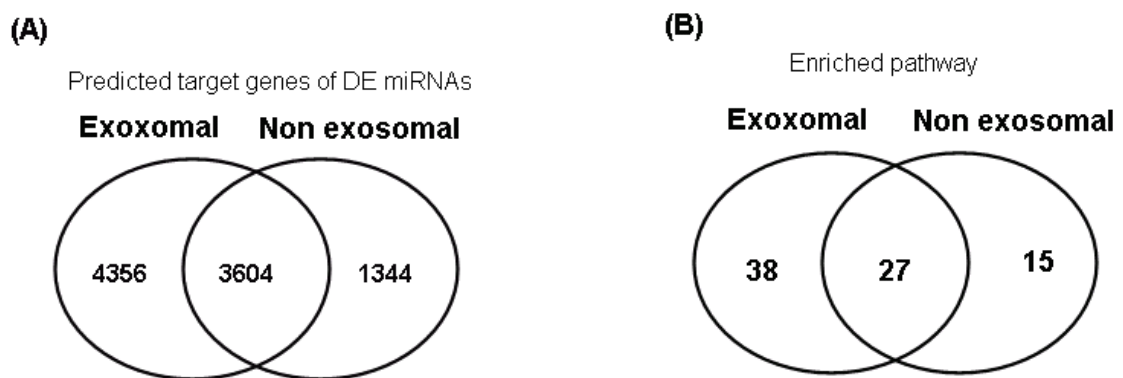 (A)
Predicted target genes of DE miRNAs
Exoxomal Non exosomal
4356 3604 1344
(B)
Enriched pathway
Exoxomal Non exosomal
38 27 15